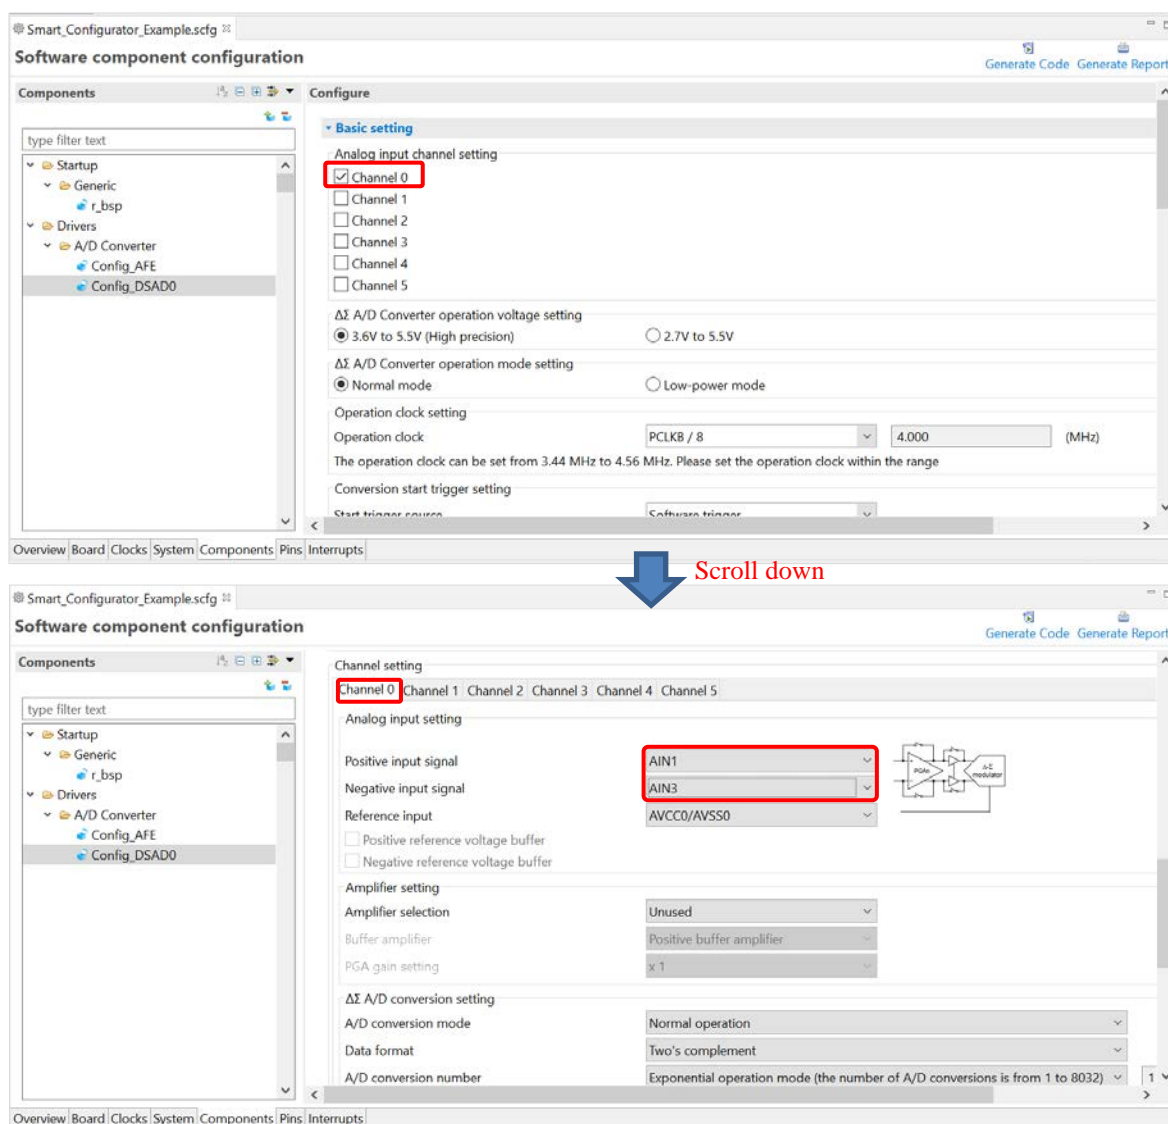 Smart_Configurator_Example.scfg
Software component configuration
Generate Code Generate Report
Components
Configure
type filter text
Startup
Generic
r_bsp
Drivers
A/D Converter
Config_AFE
Config_DSAD0
Basic setting
Analog input channel setting
Channel 0
Channel 1
Channel 2
Channel 3
Channel 4
Channel 5
ΔΣ A/D Converter operation voltage setting
3.6V to 5.5V (High precision) 2.7V to 5.5V
ΔΣ A/D Converter operation mode setting
Normal mode Low-power mode
Operation clock setting
Operation clock PCLKB / 8 4.000 (MHz)
The operation clock can be set from 3.44 MHz to 4.56 MHz. Please set the operation clock within the range
Conversion start trigger setting
Start trigger source Software trigger
Overview Board Clocks System Components Pins Interrupts
Scroll down
Smart_Configurator_Example.scfg
Software component configuration
Generate Code Generate Report
Components
type filter text
Startup
Generic
r_bsp
Drivers
A/D Converter
Config_AFE
Config_DSAD0
Channel setting
Channel 0 Channel 1 Channel 2 Channel 3 Channel 4 Channel 5
Analog input setting
Positive input signal AIN1
Negative input signal AIN3
Reference input AVCC0/AVSS0
Positive reference voltage buffer
Negative reference voltage buffer
PGAn
Δ-Σ
modulator
Amplifier setting
Amplifier selection Unused
Buffer amplifier Positive buffer amplifier
PGA gain setting x 1
ΔΣ A/D conversion setting
A/D conversion mode Normal operation
Data format Two's complement
A/D conversion number Exponential operation mode (the number of A/D conversions is from 1 to 8032) 1
Overview Board Clocks System Components Pins Interrupts